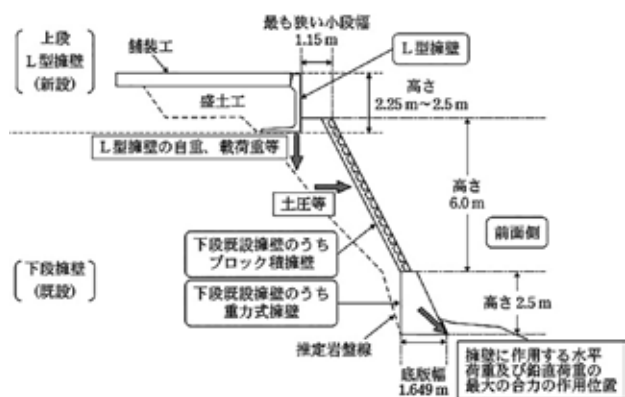 上段
L型擁壁
(新設)
舗装工
盛土工
最も狭い小段幅
1.15m
L型擁壁
高さ
2.25m～2.5m
L型擁壁の自重、載荷重等
土圧等
高さ
6.0m
前面側
下段擁壁
(既設)
下段既設擁壁のうち
ブロック積擁壁
下段既設擁壁のうち
重力式擁壁
高さ2.5m
推定岩盤線
底版幅
1.649m
擁壁に作用する水平
荷重及び鉛直荷重の
最大の合力の作用位置